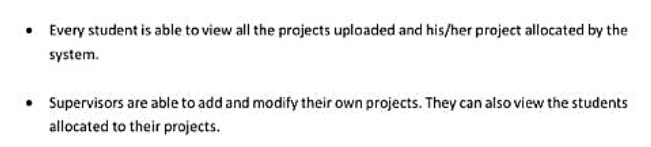 • Every student is able to view all the projects uploaded and his/her project allocated by the
system.
• Supervisors are able to add and modify their own projects. They can also view the students
allocated to their projects.